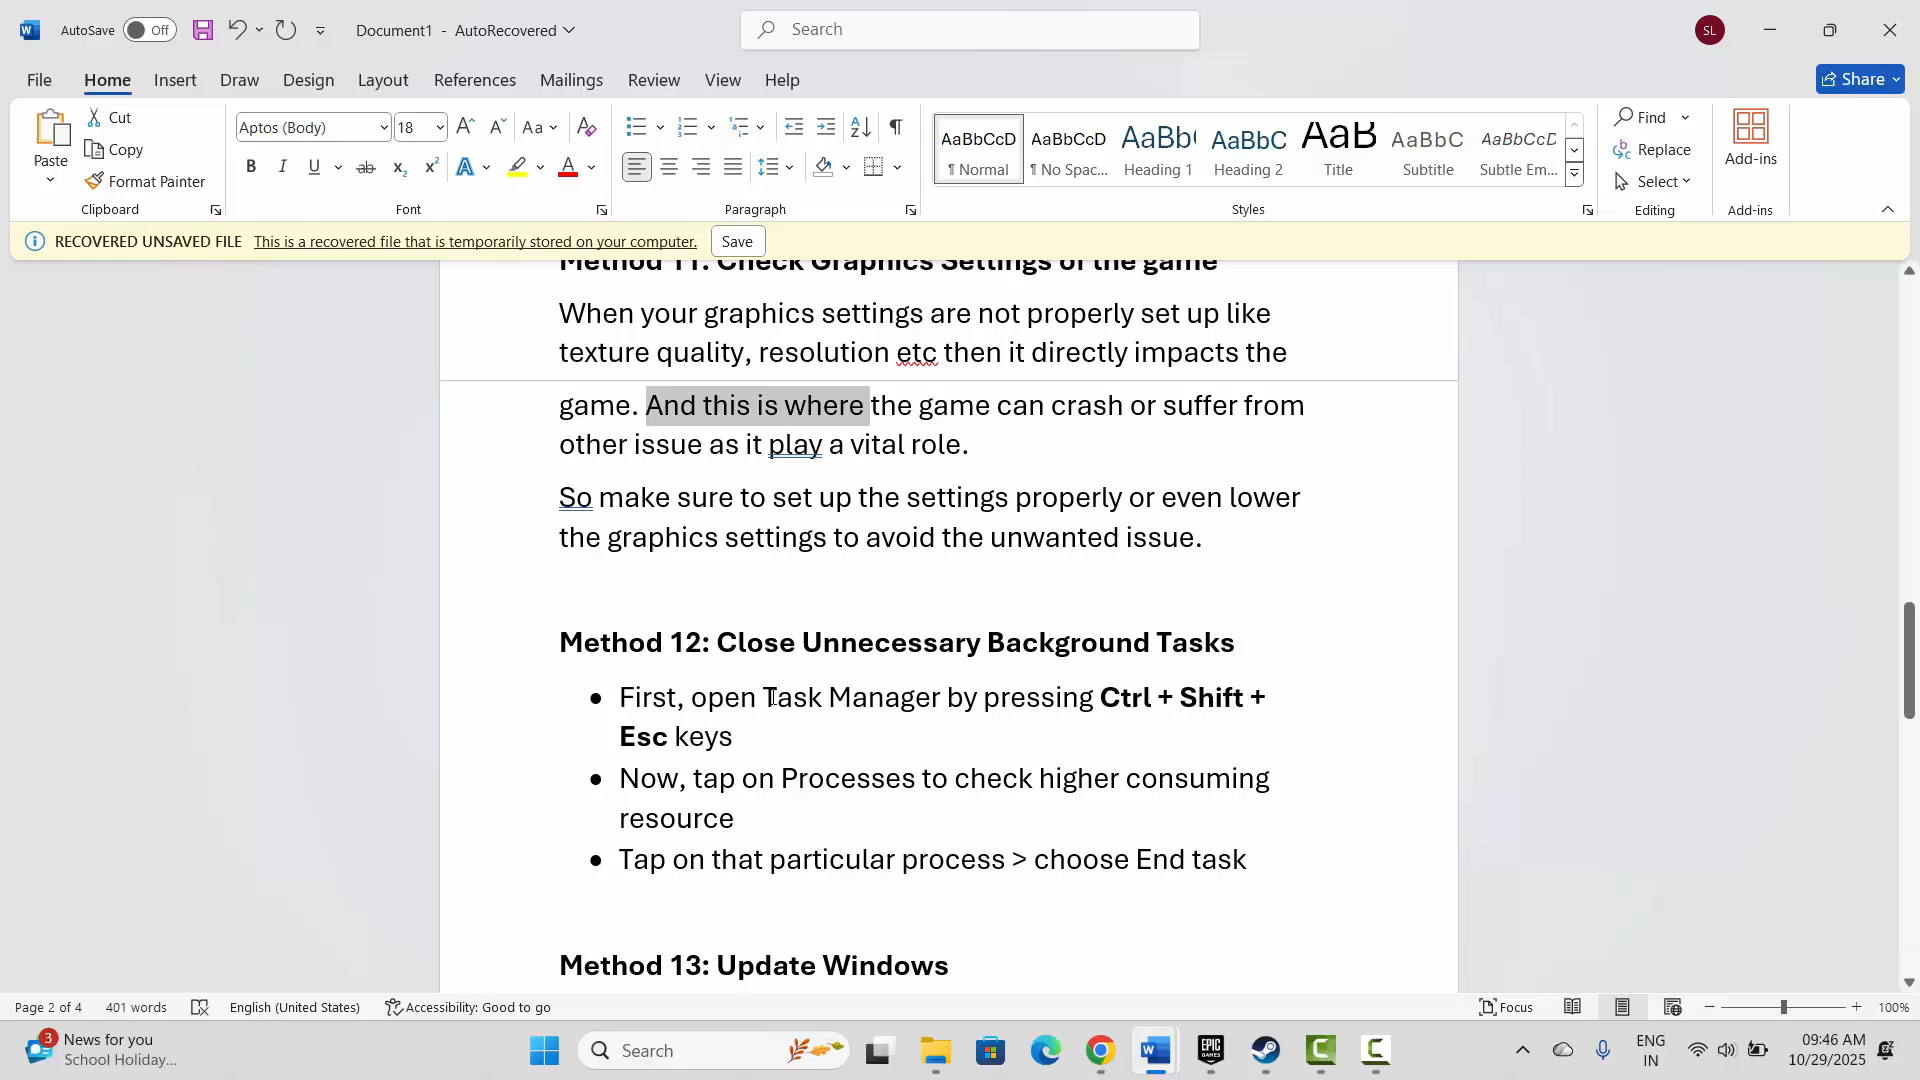 AutoSave Off Document1 - AutoRecovered Search SL
File Home Insert Draw Design Layout References Mailings Review View Help Share
Paste Cut Copy Format Painter Clipboard
Aptos (Body) 18 Aa Font
Paragraph
AaBbCcD AaBbCcD AaBb( AaBbC AaB AaBbC AaBbCcD
¶ Normal ¶ No Spac... Heading 1 Heading 2 Title Subtitle Subtle Em...
Styles
Find Replace Select Editing
Add-ins Add-ins
RECOVERED UNSAVED FILE This is a recovered file that is temporarily stored on your computer. Save
Method 11: Check Graphics Settings of the game
When your graphics settings are not properly set up like
texture quality, resolution etc then it directly impacts the
game. And this is where the game can crash or suffer from
other issue as it play a vital role.
So make sure to set up the settings properly or even lower
the graphics settings to avoid the unwanted issue.
Method 12: Close Unnecessary Background Tasks
• First, open Task Manager by pressing Ctrl + Shift +
Esc keys
• Now, tap on Processes to check higher consuming
resource
• Tap on that particular process > choose End task
Method 13: Update Windows
Page 2 of 4 401 words English (United States) Accessibility: Good to go Focus 100%
3 News for you
School Holiday...
Search
EPIC GAMES
ENG
IN
09:46 AM
10/29/2025